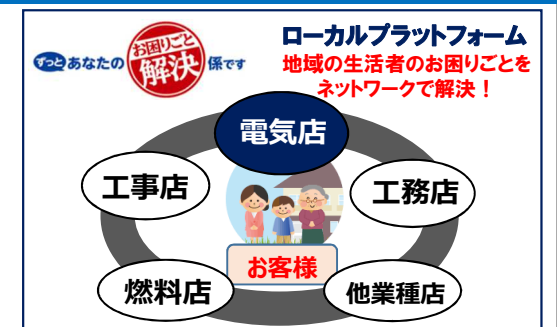 ずっとあなたの お困りごと 解決 係です
ローカルプラットフォーム
地域の生活者のお困りごとを
ネットワークで解決！
電気店
工事店
工務店
お客様
燃料店
他業種店